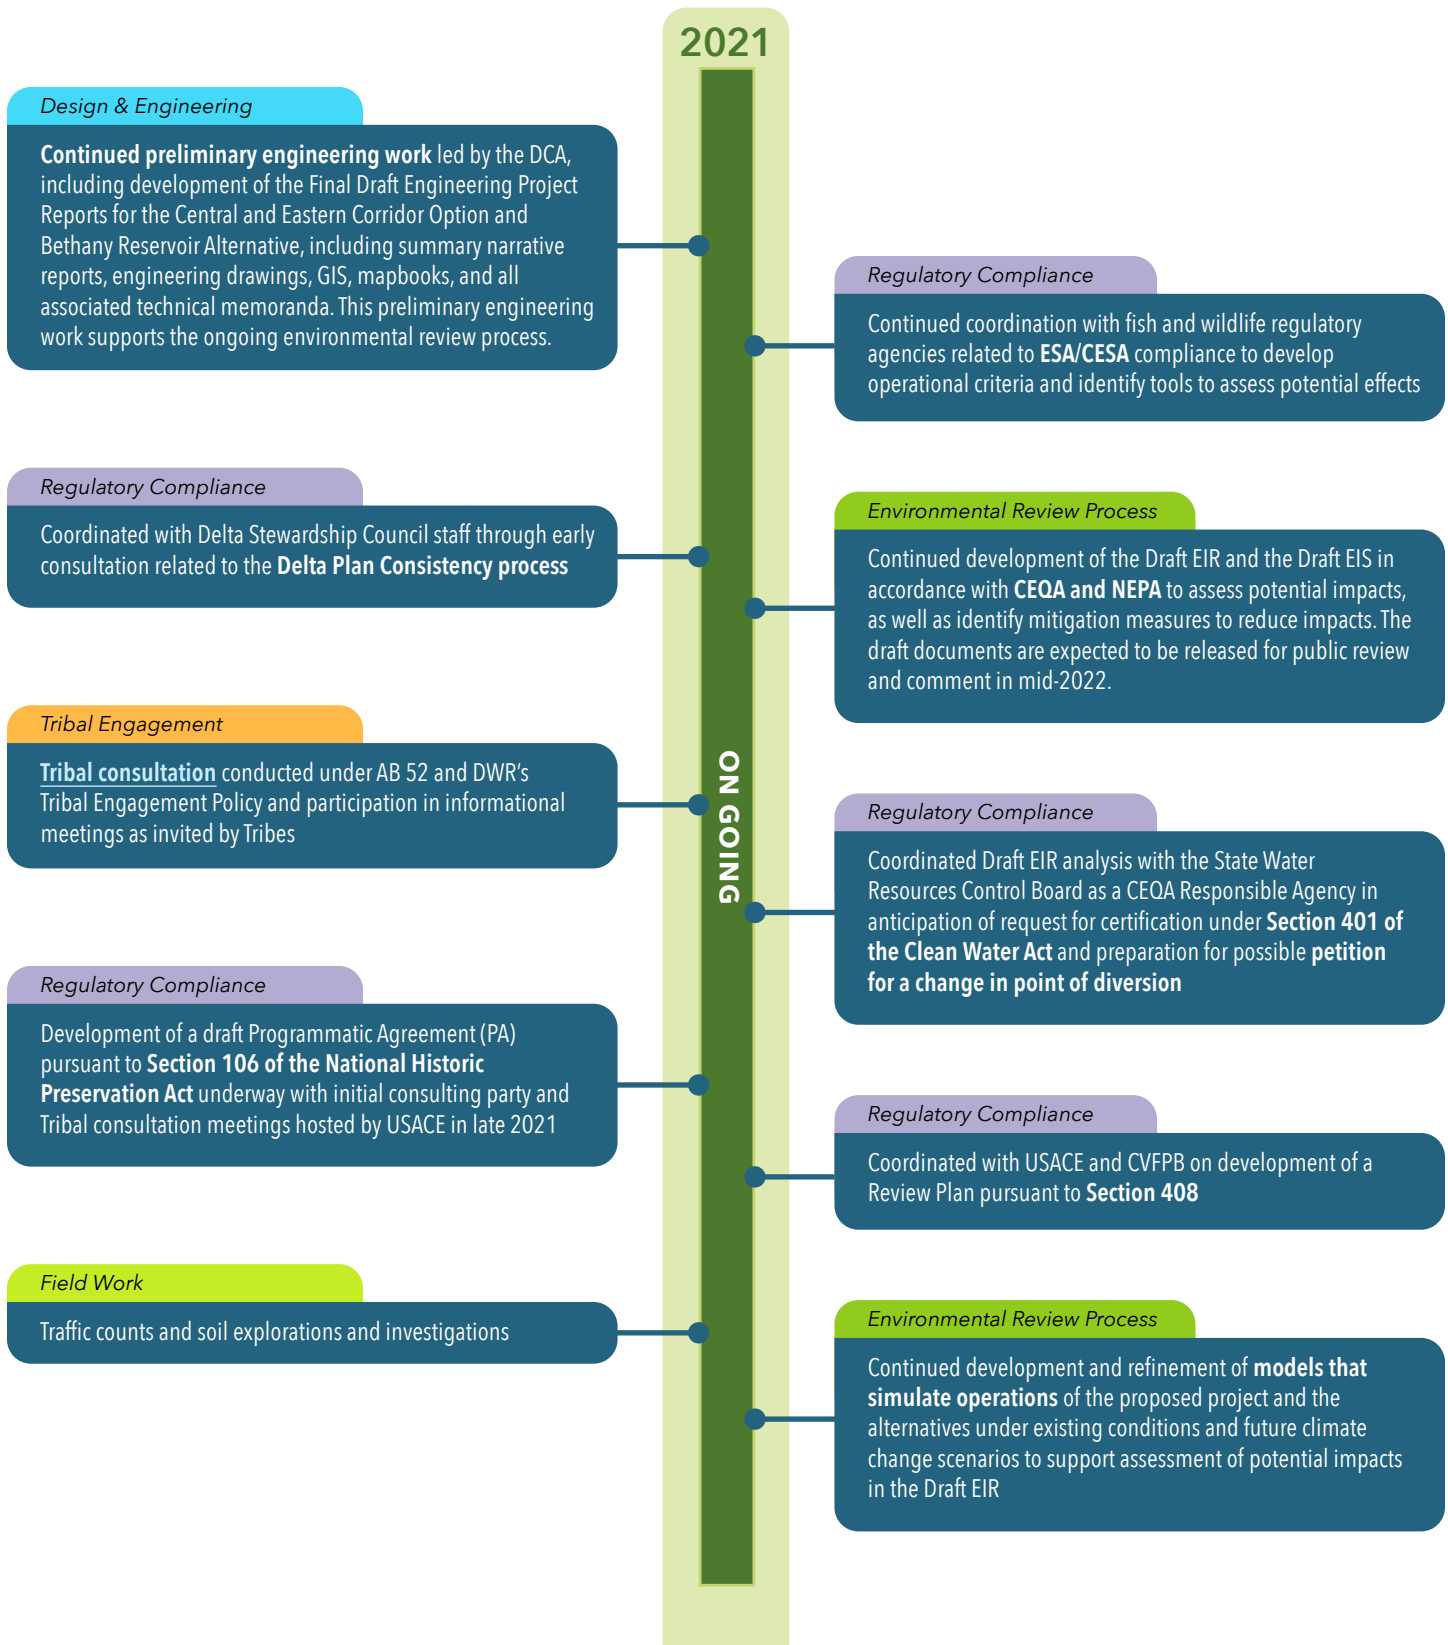 2021
Design & Engineering
Continued preliminary engineering work led by the DCA,
including development of the Final Draft Engineering Project
Reports for the Central and Eastern Corridor Option and
Bethany Reservoir Alternative, including summary narrative
reports, engineering drawings, GIS, mapbooks, and all
associated technical memoranda. This preliminary engineering
work supports the ongoing environmental review process.
Regulatory Compliance
Continued coordination with fish and wildlife regulatory
agencies related to ESA/CESA compliance to develop
operational criteria and identify tools to assess potential effects
Regulatory Compliance
Coordinated with Delta Stewardship Council staff through early
consultation related to the Delta Plan Consistency process
Environmental Review Process
Continued development of the Draft EIR and the Draft EIS in
accordance with CEQA and NEPA to assess potential impacts,
as well as identify mitigation measures to reduce impacts. The
draft documents are expected to be released for public review
and comment in mid-2022.
Tribal Engagement
Tribal consultation conducted under AB 52 and DWR's
Tribal Engagement Policy and participation in informational
meetings as invited by Tribes
ON GOING
Regulatory Compliance
Coordinated Draft EIR analysis with the State Water
Resources Control Board as a CEQA Responsible Agency in
anticipation of request for certification under Section 401 of
the Clean Water Act and preparation for possible petition
for a change in point of diversion
Regulatory Compliance
Development of a draft Programmatic Agreement (PA)
pursuant to Section 106 of the National Historic
Preservation Act underway with initial consulting party and
Tribal consultation meetings hosted by USACE in late 2021
Regulatory Compliance
Coordinated with USACE and CVFPB on development of a
Review Plan pursuant to Section 408
Field Work
Traffic counts and soil explorations and investigations
Environmental Review Process
Continued development and refinement of models that
simulate operations of the proposed project and the
alternatives under existing conditions and future climate
change scenarios to support assessment of potential impacts
in the Draft EIR